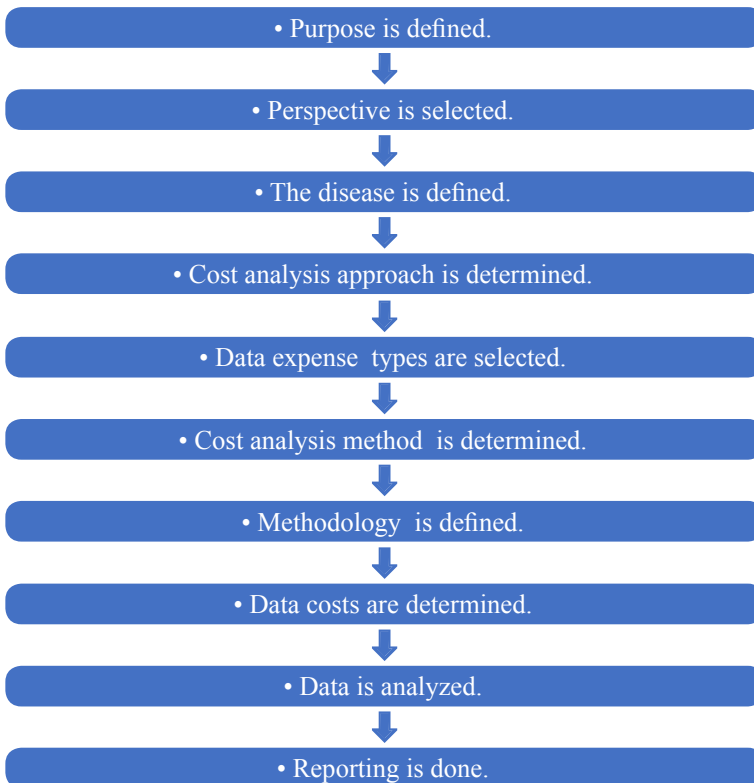 • Purpose is defined.
• Perspective is selected.
• The disease is defined.
• Cost analysis approach is determined.
• Data expense  types are selected.
• Cost analysis method  is determined.
• Methodology  is defined.
• Data costs are determined.
• Data is analyzed.
• Reporting is done.